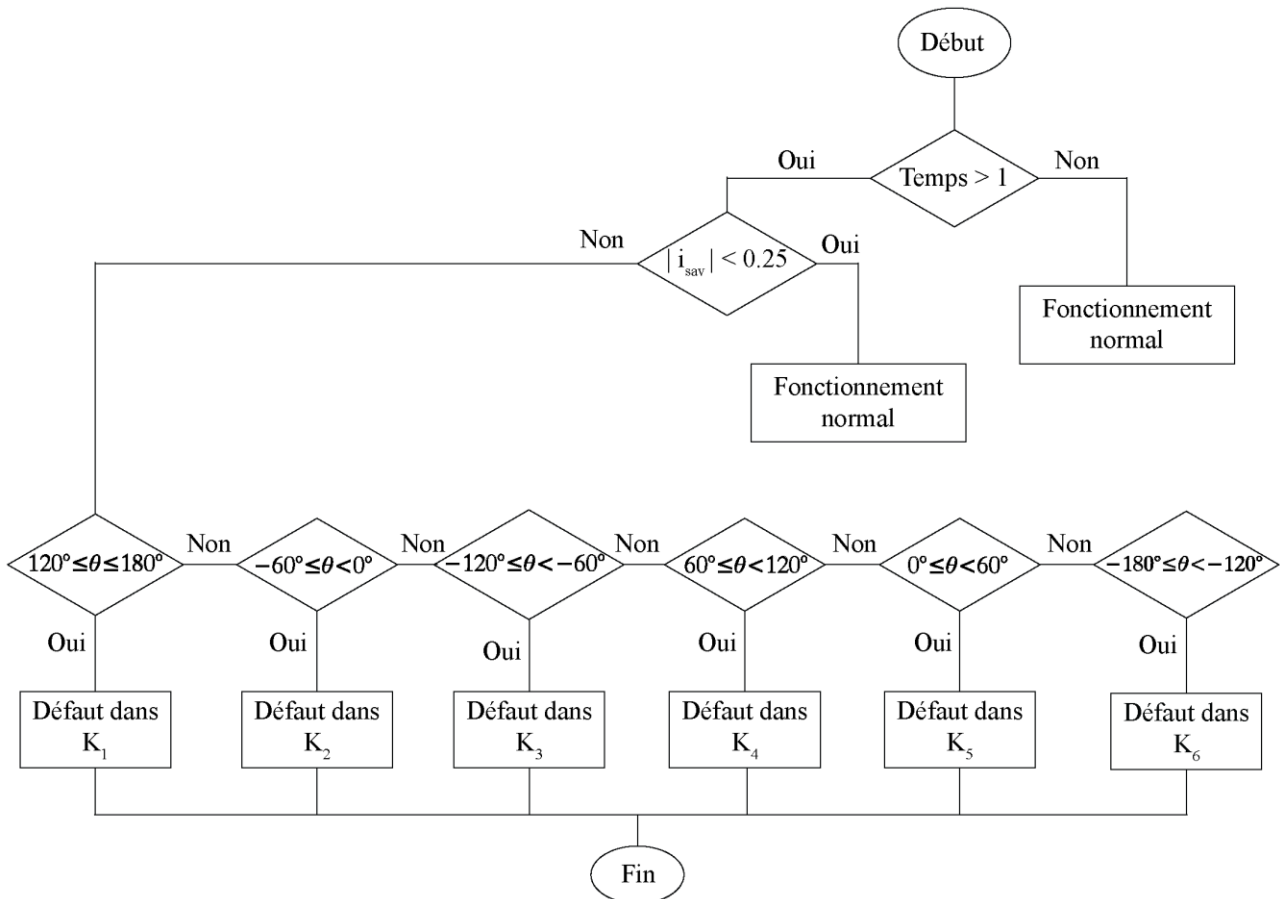 Début
Oui
Non
Temps > 1
Non
Oui
| i_sav | < 0.25
Fonctionnement
normal
Fonctionnement
normal
120°≤θ≤180°
Non
−60°≤θ<0°
Non
−120°≤θ<−60°
Non
60°≤θ<120°
Non
0°≤θ<60°
Non
−180°≤θ<−120°
Oui
Oui
Oui
Oui
Oui
Oui
Défaut dans
K₁
Défaut dans
K₂
Défaut dans
K₃
Défaut dans
K₄
Défaut dans
K₅
Défaut dans
K₆
Fin